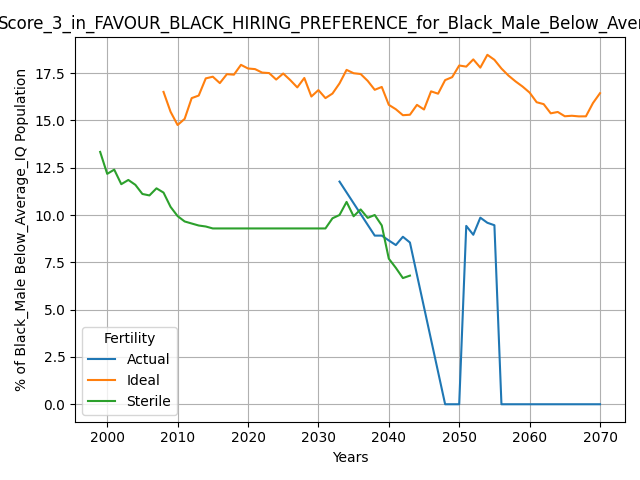 Score_3_in_FAVOUR_BLACK_HIRING_PREFERENCE_for_Black_Male_Below_Aver
% of Black_Male Below_Average_IQ Population
17.5
15.0
12.5
10.0
7.5
5.0
2.5
0.0
Fertility
Actual
Ideal
Sterile
2000 2010 2020 2030 2040 2050 2060 2070
Years